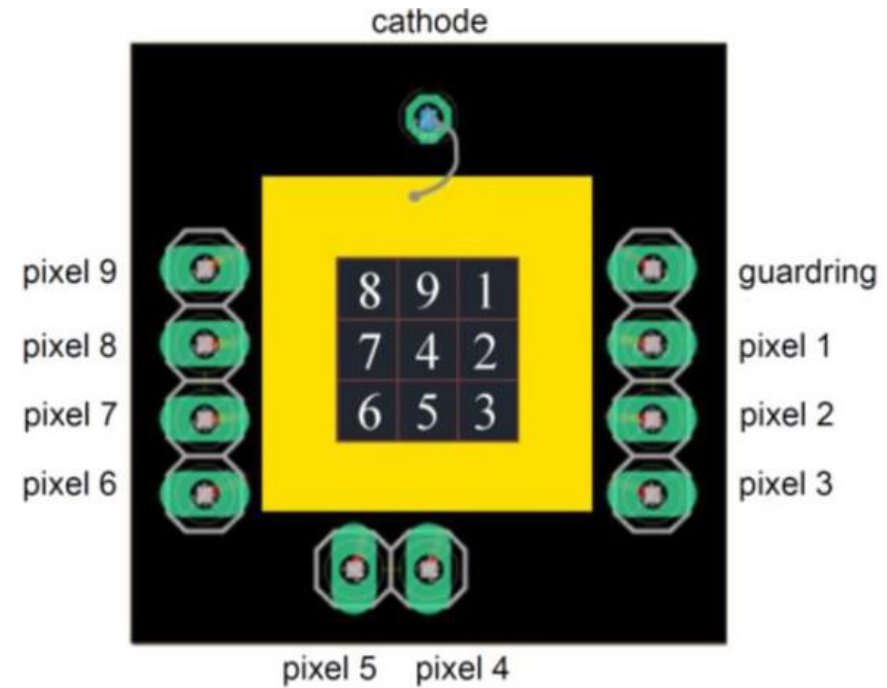 cathode
pixel 9
guardring
8 9 1
pixel 8
pixel 1
7 4 2
pixel 7
pixel 2
6 5 3
pixel 6
pixel 3
pixel 5
pixel 4